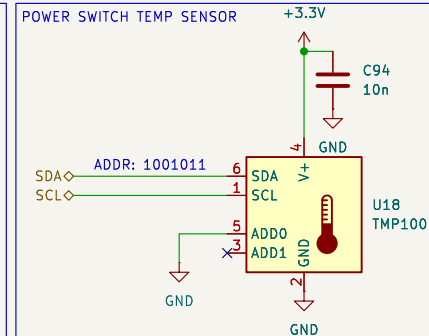 POWER SWITCH TEMP SENSOR
+3.3V
C94
10n
GND
4
V+
ADDR: 1001011
SDA
6
SDA
SCL
1
SCL
U18
TMP100
5
ADD0
3
ADD1
GND
2
GND
GND